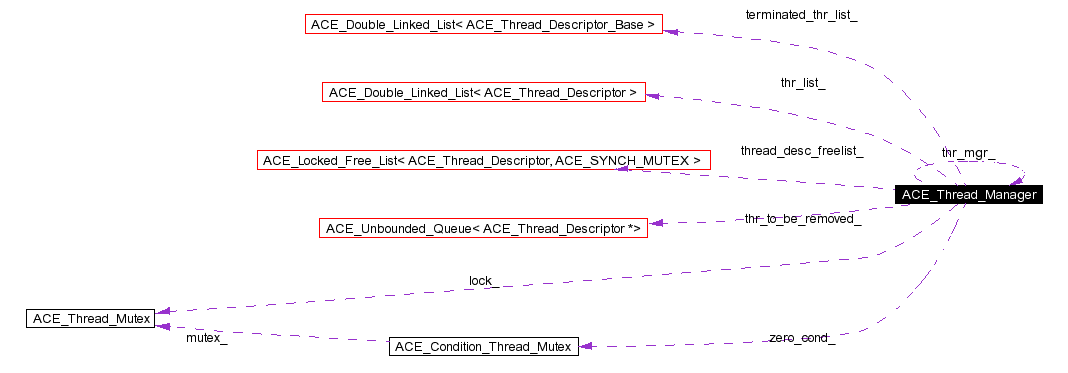 terminated_thr_list_
ACE_Double_Linked_List< ACE_Thread_Descriptor_Base >
thr_list_
ACE_Double_Linked_List< ACE_Thread_Descriptor >
thread_desc_freelist_
thr_mgr_
ACE_Locked_Free_List< ACE_Thread_Descriptor, ACE_SYNCH_MUTEX >
ACE_Thread_Manager
thr_to_be_removed_
ACE_Unbounded_Queue< ACE_Thread_Descriptor *>
lock_
ACE_Thread_Mutex
mutex_
zero_cond_
ACE_Condition_Thread_Mutex